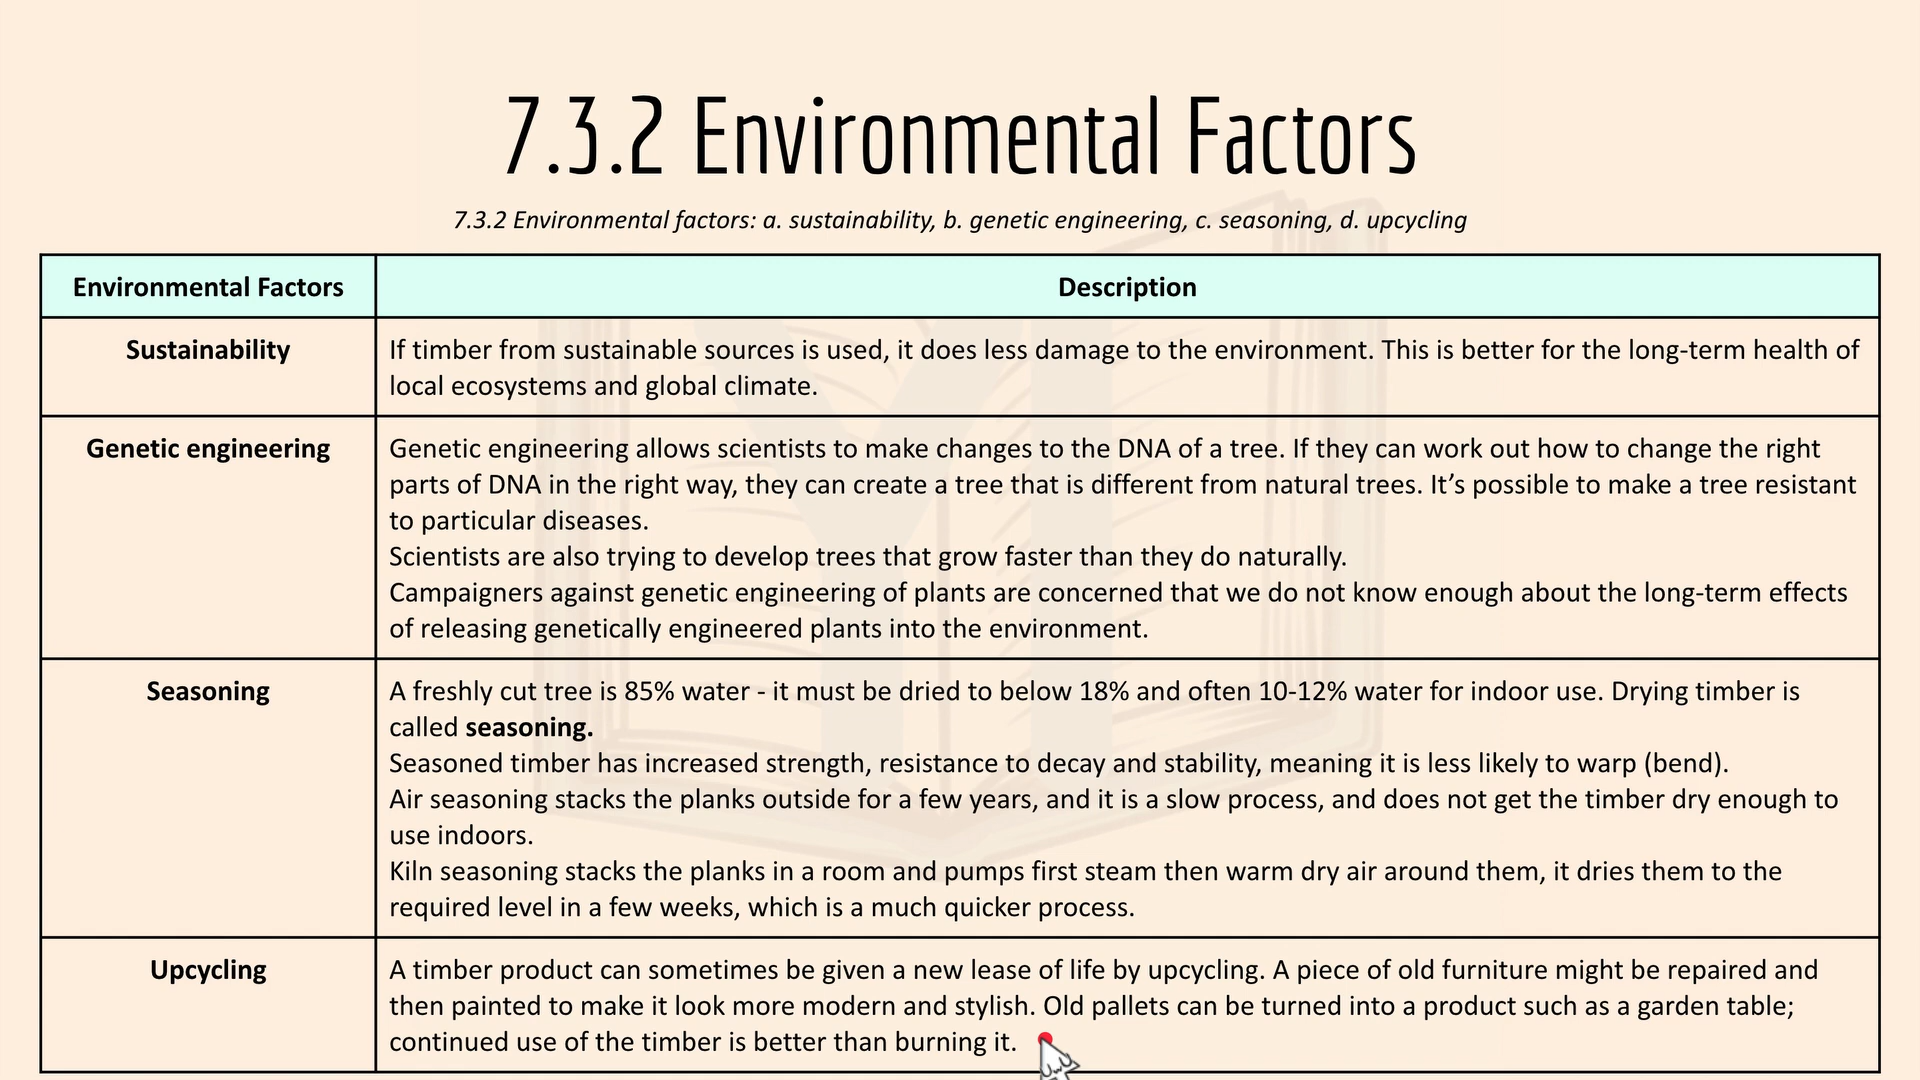 7.3.2 Environmental Factors
7.3.2 Environmental factors: a. sustainability, b. genetic engineering, c. seasoning, d. upcycling
Environmental Factors
Description
Sustainability
If timber from sustainable sources is used, it does less damage to the environment. This is better for the long-term health of
local ecosystems and global climate.
Genetic engineering
Genetic engineering allows scientists to make changes to the DNA of a tree. If they can work out how to change the right
parts of DNA in the right way, they can create a tree that is different from natural trees. It’s possible to make a tree resistant
to particular diseases.
Scientists are also trying to develop trees that grow faster than they do naturally.
Campaigners against genetic engineering of plants are concerned that we do not know enough about the long-term effects
of releasing genetically engineered plants into the environment.
Seasoning
A freshly cut tree is 85% water - it must be dried to below 18% and often 10-12% water for indoor use. Drying timber is
called seasoning.
Seasoned timber has increased strength, resistance to decay and stability, meaning it is less likely to warp (bend).
Air seasoning stacks the planks outside for a few years, and it is a slow process, and does not get the timber dry enough to
use indoors.
Kiln seasoning stacks the planks in a room and pumps first steam then warm dry air around them, it dries them to the
required level in a few weeks, which is a much quicker process.
Upcycling
A timber product can sometimes be given a new lease of life by upcycling. A piece of old furniture might be repaired and
then painted to make it look more modern and stylish. Old pallets can be turned into a product such as a garden table;
continued use of the timber is better than burning it.